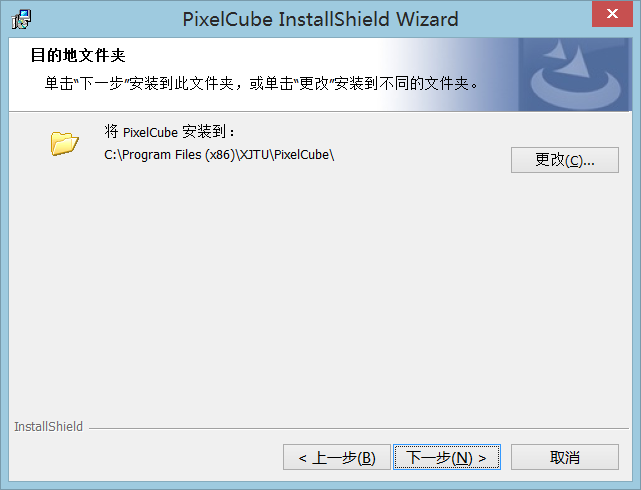 PixelCube InstallShield Wizard
目的地文件夹
单击“下一步”安装到此文件夹，或单击“更改”安装到不同的文件夹。
将 PixelCube 安装到：
C:\Program Files (x86)\XJTU\PixelCube\
更改(C)...
InstallShield
< 上一步(B)
下一步(N) >
取消